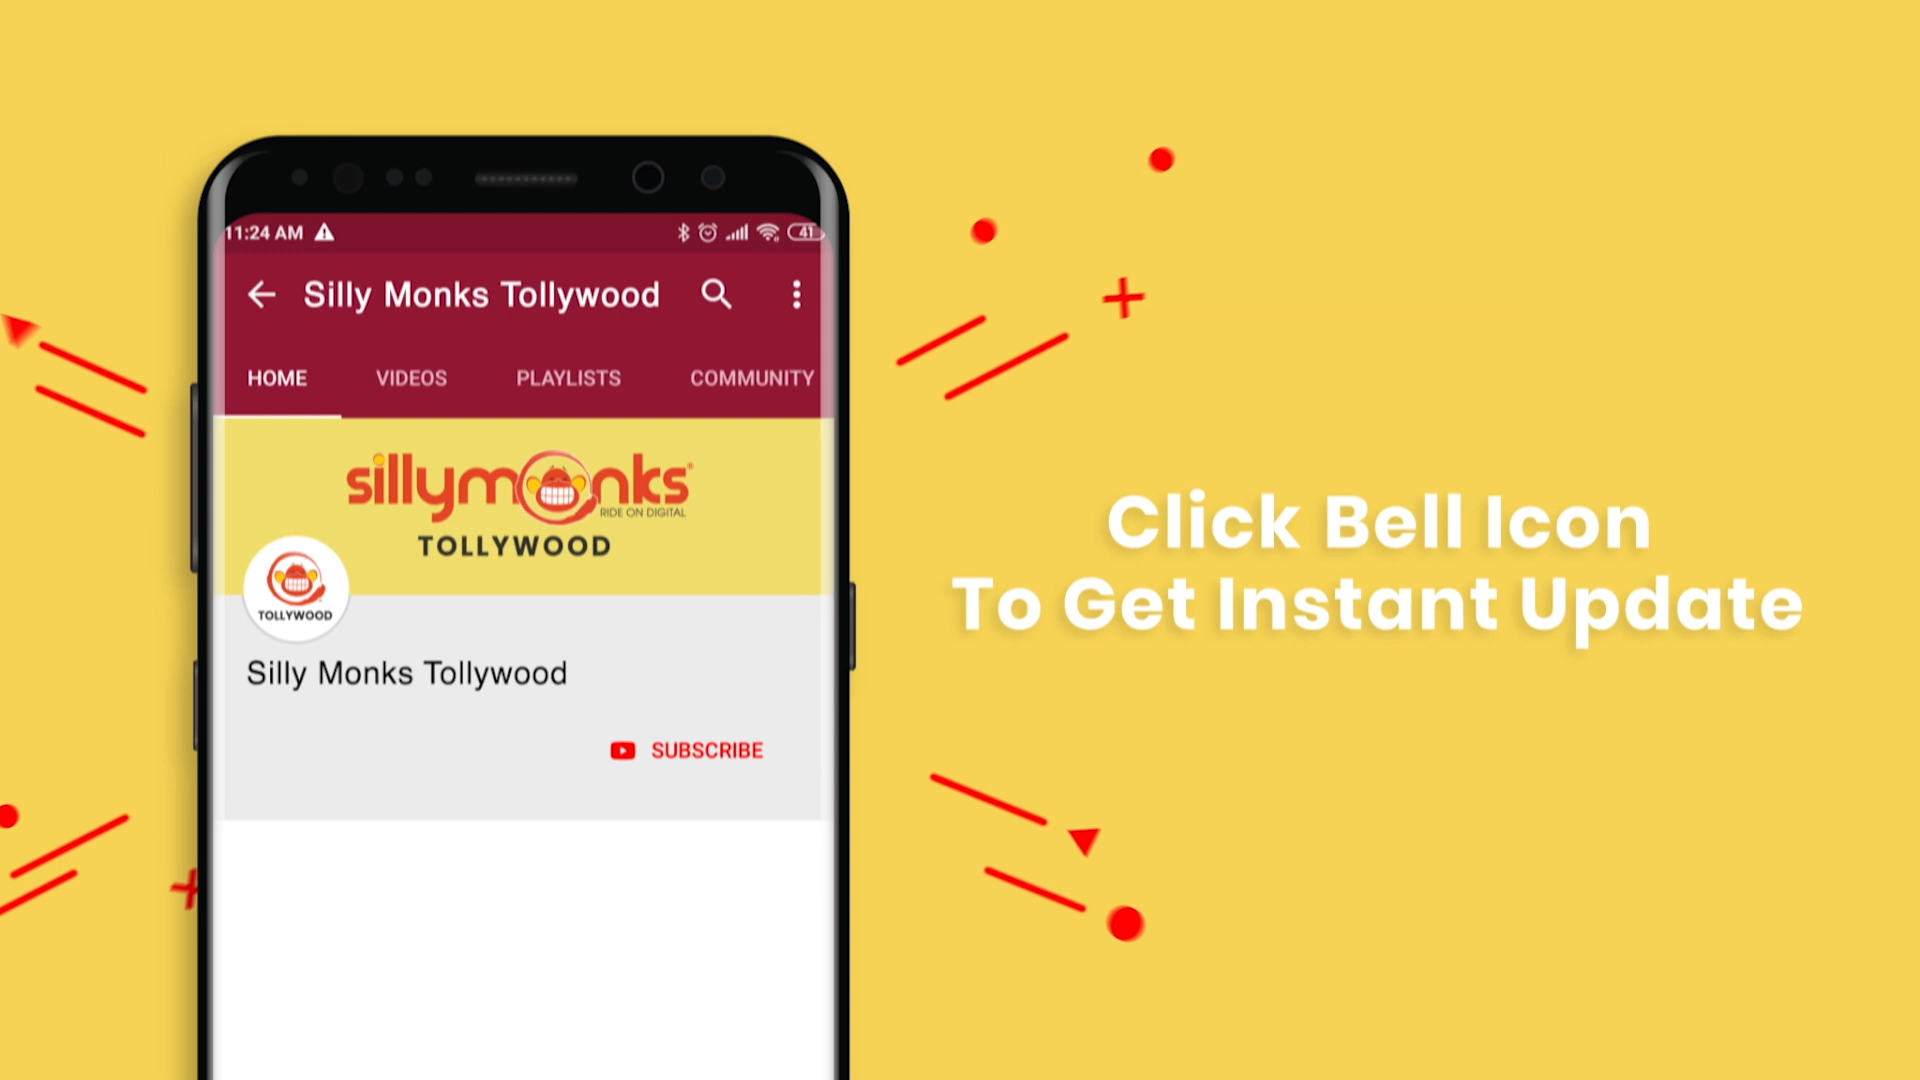 11:24 AM
41
Silly Monks Tollywood
HOME VIDEOS PLAYLISTS COMMUNITY
sillymonks
RIDE ON DIGITAL
TOLLYWOOD
TOLLYWOOD
Silly Monks Tollywood
SUBSCRIBE
Click Bell Icon
To Get Instant Update